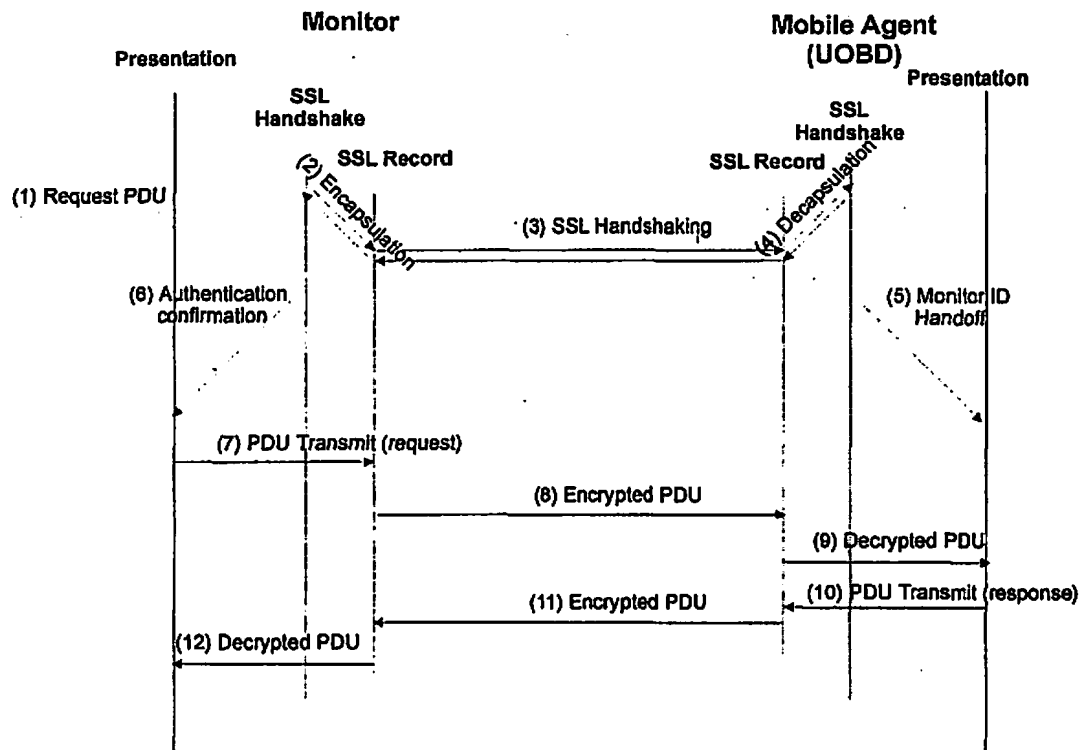 Monitor
Mobile Agent
(UOBD)
Presentation
Presentation
SSL
Handshake
SSL
Handshake
SSL Record
SSL Record
(1) Request PDU
(2) Encapsulation
(3) SSL Handshaking
(4) Decapsulation
(6) Authentication
confirmation
(5) Monitor ID
Handoff
(7) PDU Transmit (request)
(8) Encrypted PDU
(9) Decrypted PDU
(10) PDU Transmit (response)
(11) Encrypted PDU
(12) Decrypted PDU